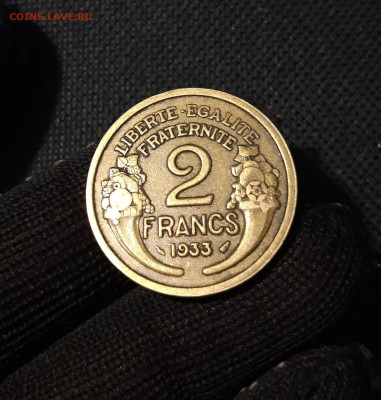 COINS.LAVE.RU
LIBERTE-EGALITE
FRATERNITE
2
FRANCS
1933